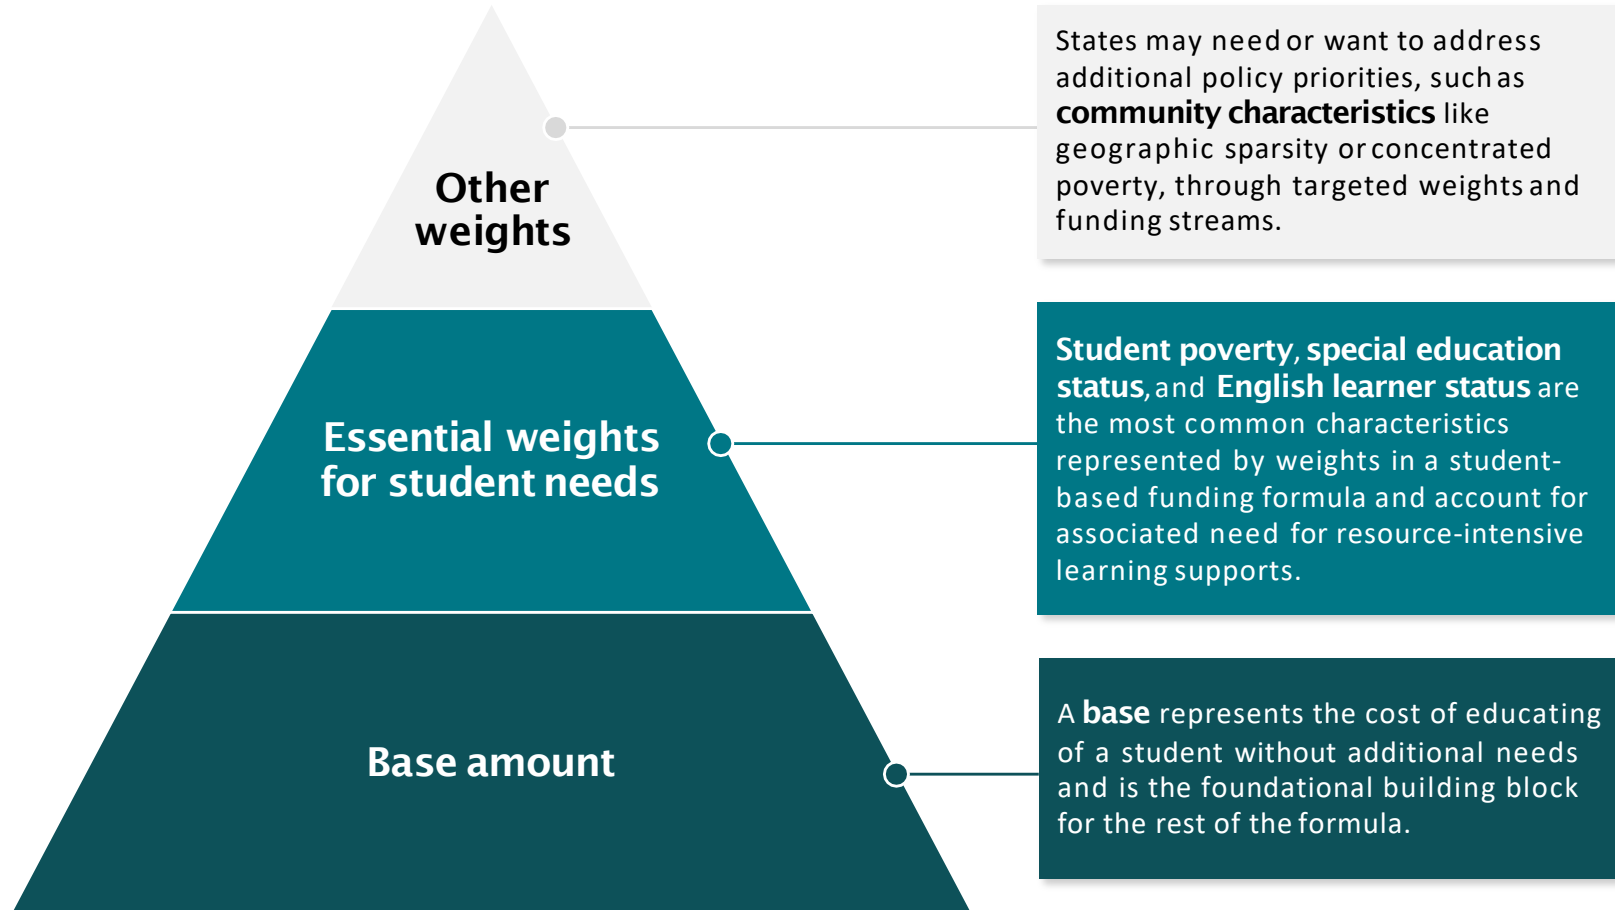 Other
weights
States may need or want to address
additional policy priorities, such as
community characteristics like
geographic sparsity or concentrated
poverty, through targeted weights and
funding streams.
Essential weights
for student needs
Student poverty, special education
status, and English learner status are
the most common characteristics
represented by weights in a student-
based funding formula and account for
associated need for resource-intensive
learning supports.
Base amount
A base represents the cost of educating
of a student without additional needs
and is the foundational building block
for the rest of the formula.